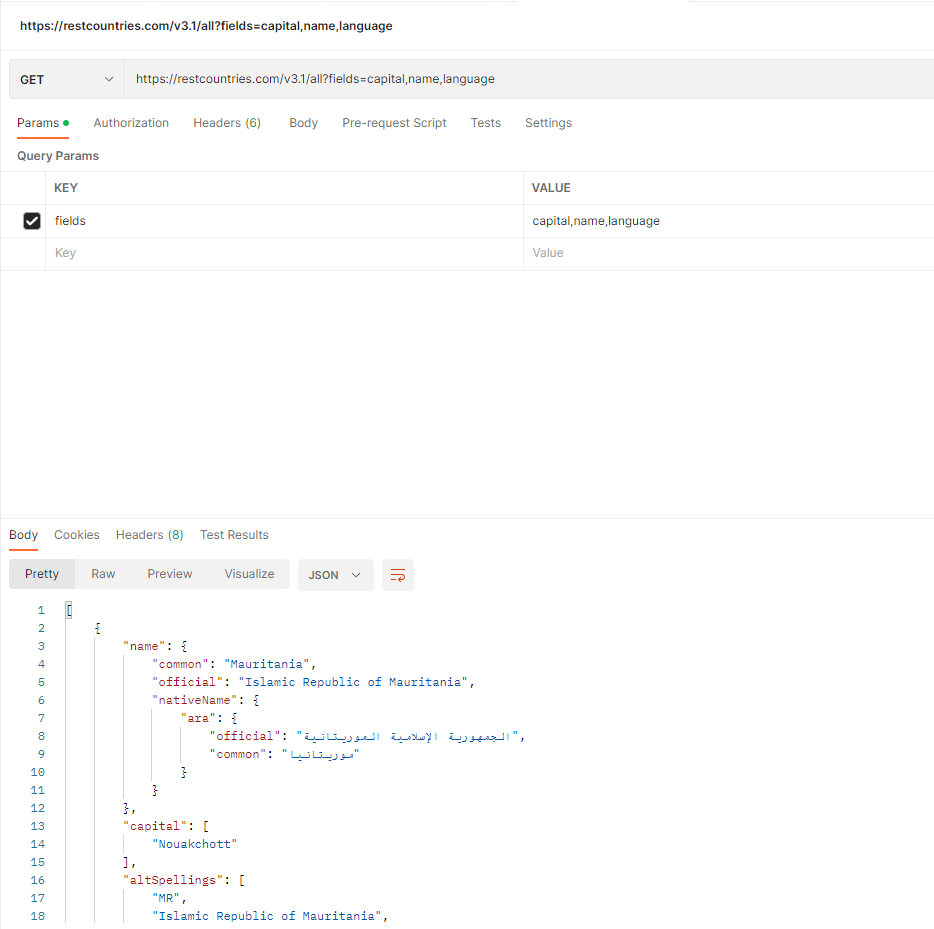 https://restcountries.com/v3.1/all?fields=capital,name,language
GET https://restcountries.com/v3.1/all?fields=capital,name,language
Params Authorization Headers (6) Body Pre-request Script Tests Settings
Query Params
KEY VALUE
fields capital,name,language
Key Value
Body Cookies Headers (8) Test Results
Pretty Raw Preview Visualize JSON
1 [
2 {
3 "name": {
4 "common": "Mauritania",
5 "official": "Islamic Republic of Mauritania",
6 "nativeName": {
7 "ara": {
8 "official": "الجمهورية الإسلامية الموريتانية",
9 "common": "موريتانيا"
10 }
11 }
12 },
13 "capital": [
14 "Nouakchott"
15 ],
16 "altSpellings": [
17 "MR",
18 "Islamic Republic of Mauritania",